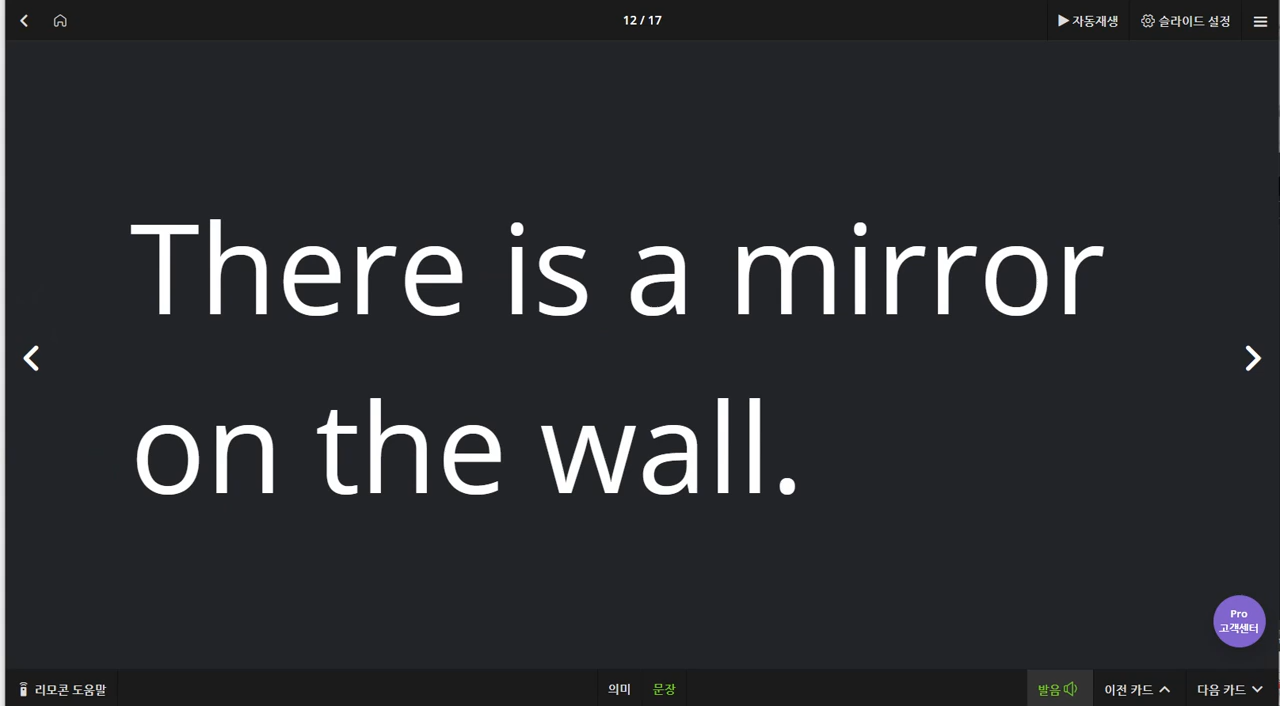 12 / 17
자동재생
슬라이드 설정
There is a mirror
on the wall.
Pro
고객센터
리모콘 도움말
의미
문장
발음
이전 카드
다음 카드